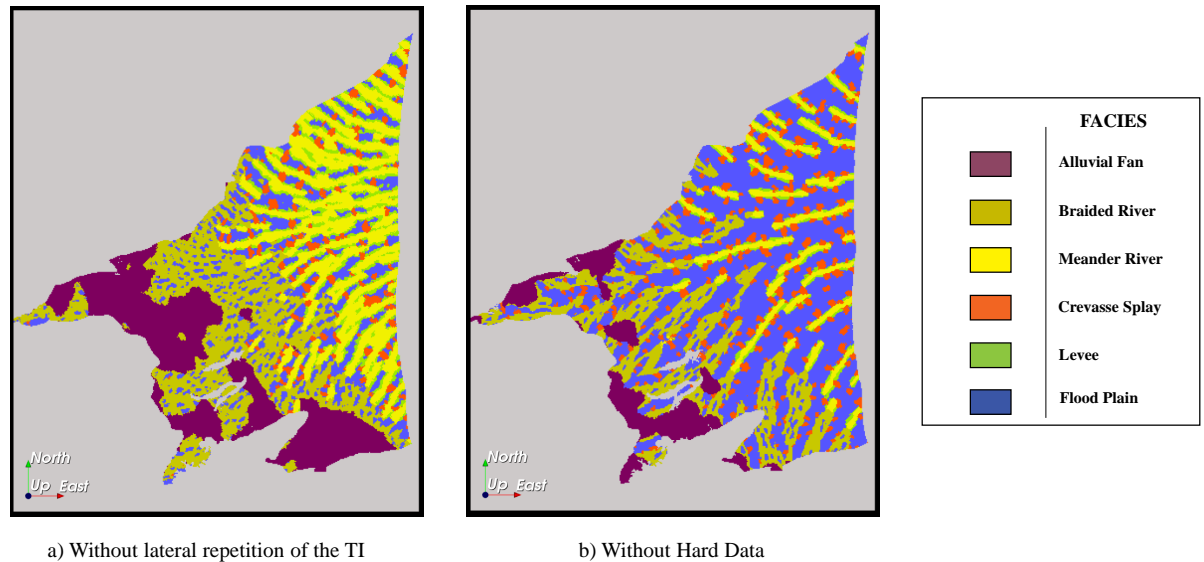 North
Up East
North
Up East
FACIES
Alluvial Fan
Braided River
Meander River
Crevasse Splay
Levee
Flood Plain
a) Without lateral repetition of the TI
b) Without Hard Data